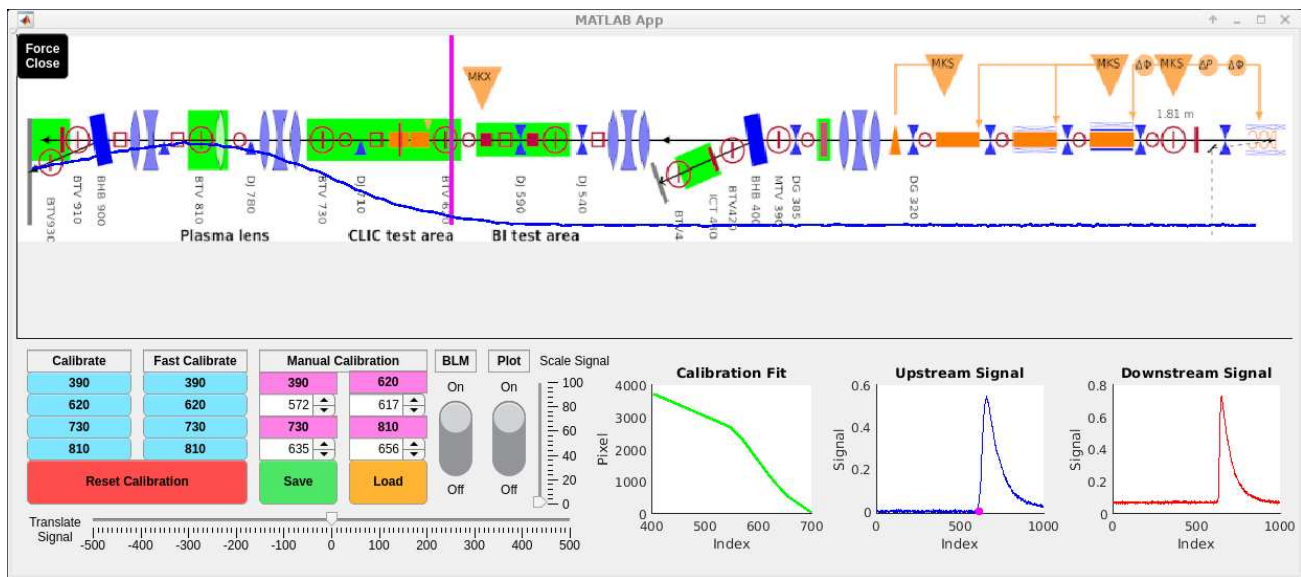 MATLAB App
Force
Close
MKX
MKS
MKS
ΔΦ
MKS
ΔP
ΔΦ
1.81 m
BTV930
BTV 910
BHB 900
BTV 810
DJ 780
BTV 730
DJ 710
BTV 620
DJ 590
DJ 540
ICT 4
BTV420
BHB 400
MTV 390
DG 385
DG 320
Plasma lens
CLIC test area
BI test area
Calibrate
Fast Calibrate
Manual Calibration
BLM
Plot
Scale Signal
390
390
390
620
On
On
620
620
572
617
730
730
730
810
810
810
635
656
Reset Calibration
Save
Load
Off
Off
100
80
60
40
20
0
Translate
Signal
-500 -400 -300 -200 -100 0 100 200 300 400 500
Calibration Fit
Pixel
4000
3000
2000
1000
0
400 500 600 700
Index
Upstream Signal
Signal
0.6
0.4
0.2
0
0 500 1000
Index
Downstream Signal
Signal
0.8
0.6
0.4
0.2
0
0 500 1000
Index